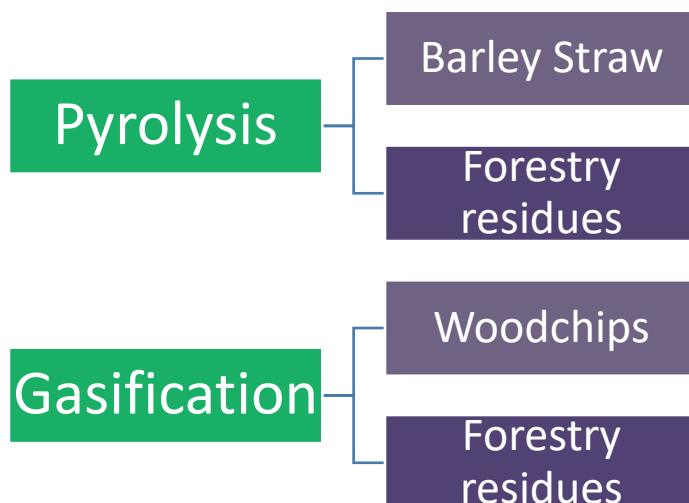 Pyrolysis
Barley Straw
Forestry
residues
Gasification
Woodchips
Forestry
residues